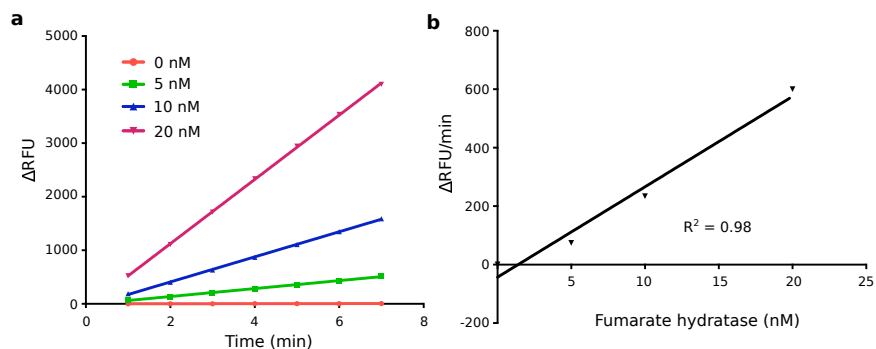 a
5000
4000
3000
2000
1000
0
ΔRFU
0 nM
5 nM
10 nM
20 nM
0 2 4 6 8
Time (min)
b
800
600
400
200
0
-200
ΔRFU/min
R² = 0.98
5 10 15 20 25
Fumarate hydratase (nM)